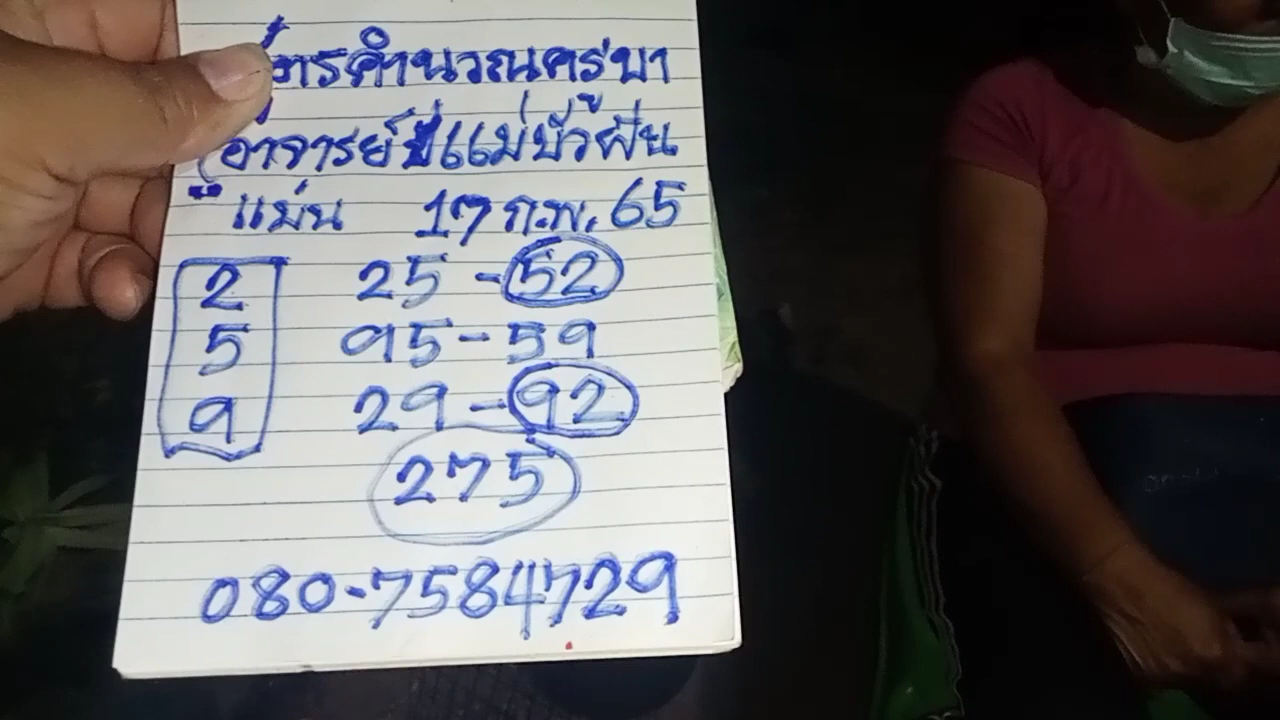 สูตรคำนวณครูบา
อาจารย์ แม่บัวฝัน
แม่น 17 ก.พ. 65
2 25 - 52
5 95 - 59
9 29 - 92
275
080-7584729